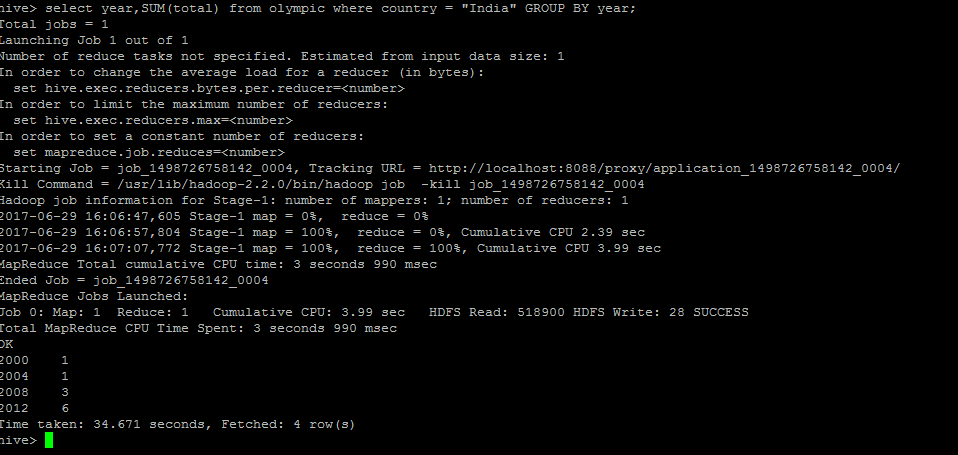 hive> select year,SUM(total) from olympic where country = "India" GROUP BY year;
Total jobs = 1
Launching Job 1 out of 1
Number of reduce tasks not specified. Estimated from input data size: 1
In order to change the average load for a reducer (in bytes):
  set hive.exec.reducers.bytes.per.reducer=<number>
In order to limit the maximum number of reducers:
  set hive.exec.reducers.max=<number>
In order to set a constant number of reducers:
  set mapreduce.job.reduces=<number>
Starting Job = job_1498726758142_0004, Tracking URL = http://localhost:8088/proxy/application_1498726758142_0004/
Kill Command = /usr/lib/hadoop-2.2.0/bin/hadoop job  -kill job_1498726758142_0004
Hadoop job information for Stage-1: number of mappers: 1; number of reducers: 1
2017-06-29 16:06:47,605 Stage-1 map = 0%,  reduce = 0%
2017-06-29 16:06:57,804 Stage-1 map = 100%,  reduce = 0%, Cumulative CPU 2.39 sec
2017-06-29 16:07:07,772 Stage-1 map = 100%,  reduce = 100%, Cumulative CPU 3.99 sec
MapReduce Total cumulative CPU time: 3 seconds 990 msec
Ended Job = job_1498726758142_0004
MapReduce Jobs Launched:
Job 0: Map: 1  Reduce: 1   Cumulative CPU: 3.99 sec   HDFS Read: 518900 HDFS Write: 28 SUCCESS
Total MapReduce CPU Time Spent: 3 seconds 990 msec
OK
2000    1
2004    1
2008    3
2012    6
Time taken: 34.671 seconds, Fetched: 4 row(s)
hive>